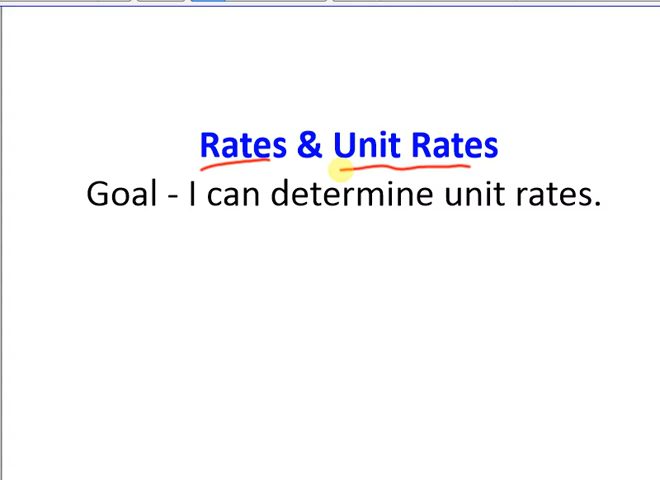 Rates & Unit Rates
Goal - I can determine unit rates.